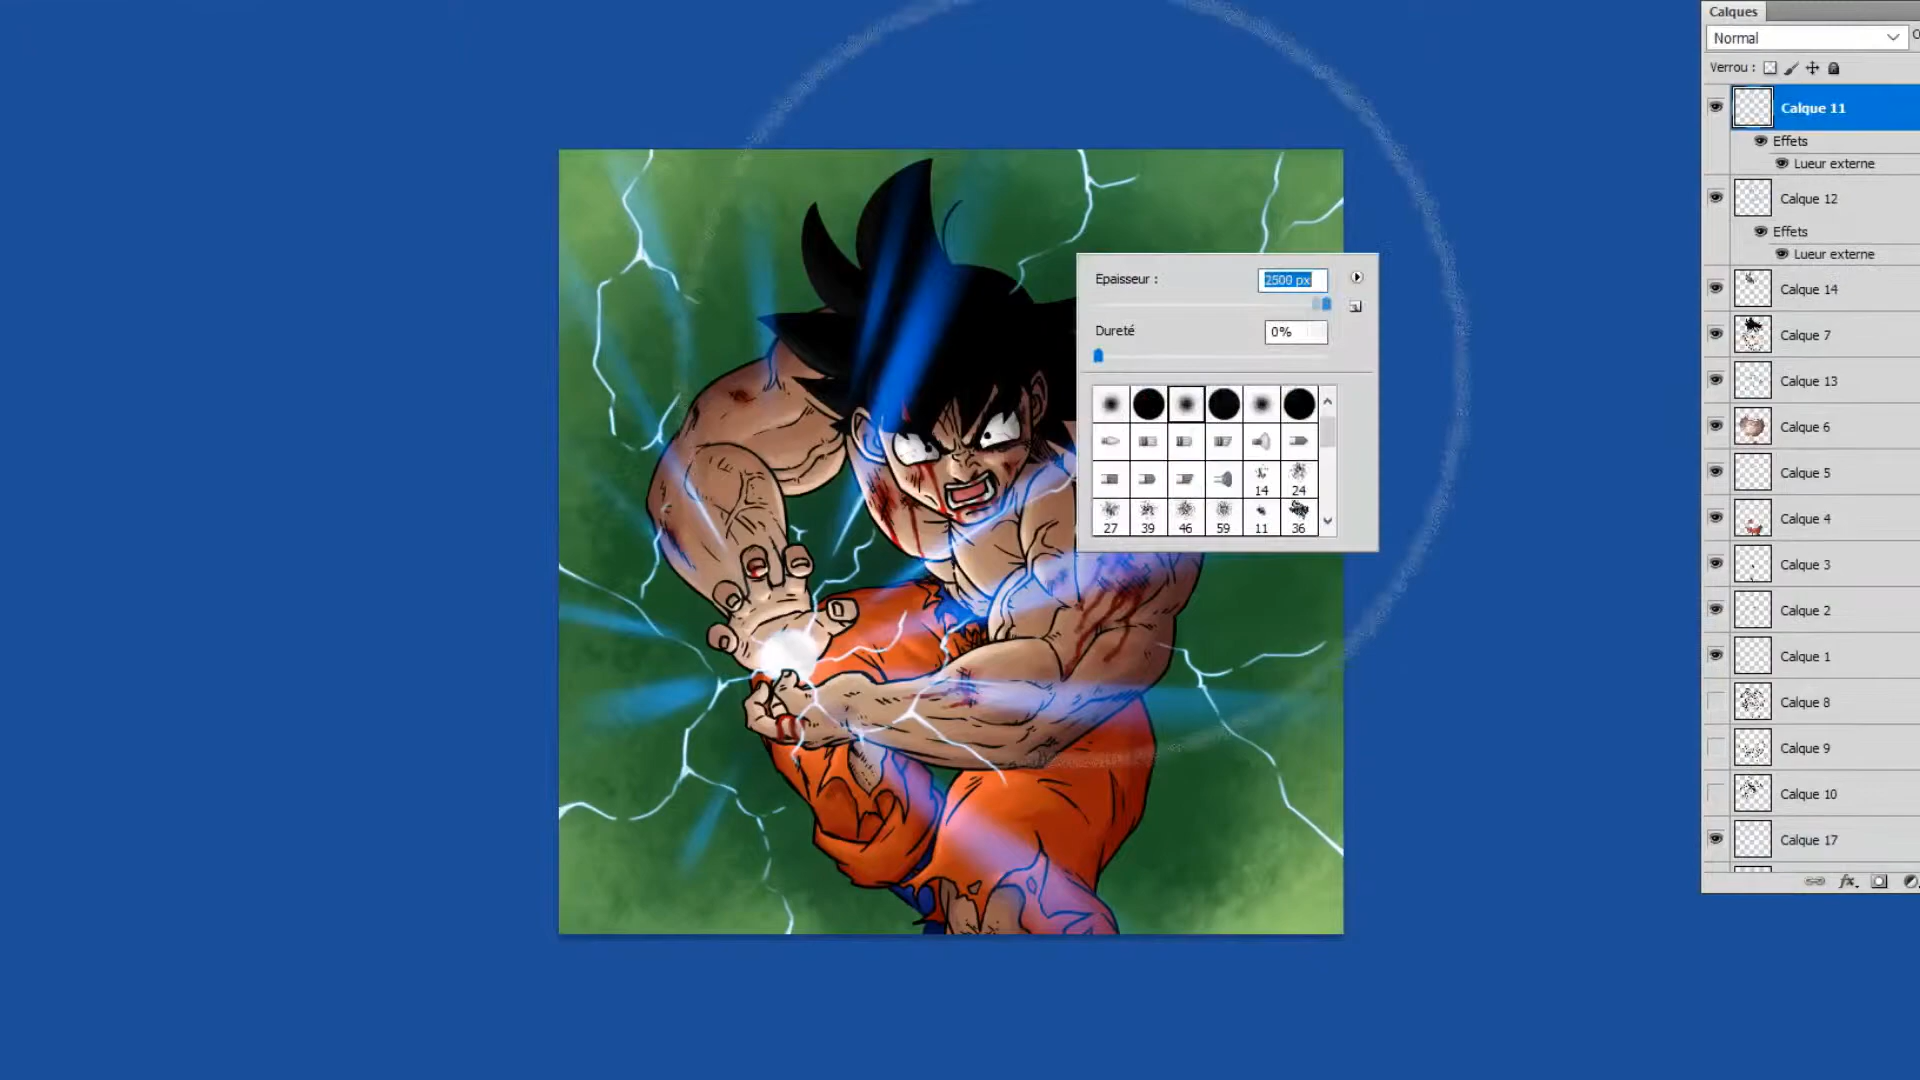 Calques
Normal
Verrou :
Calque 11
Effets
Lueur externe
Calque 12
Effets
Lueur externe
Calque 14
Calque 7
Calque 13
Calque 6
Calque 5
Calque 4
Calque 3
Calque 2
Calque 1
Calque 8
Calque 9
Calque 10
Calque 17
fx
Epaisseur :
2500 px
Dureté
0%
14 24
27 39 46 59 11 36